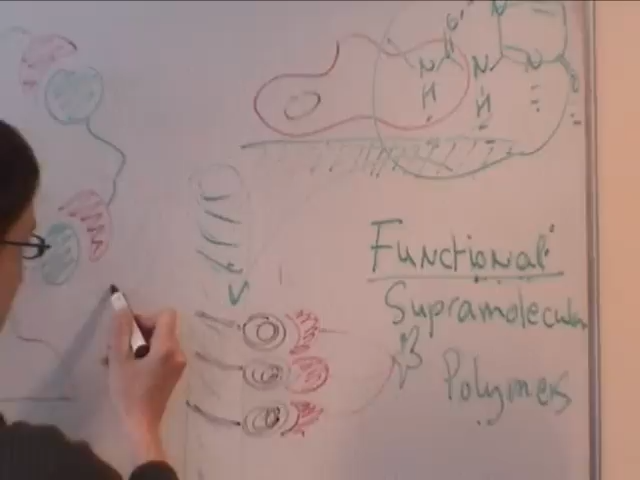 N
N N N
H H
Functional
Supramolecular
Polymers